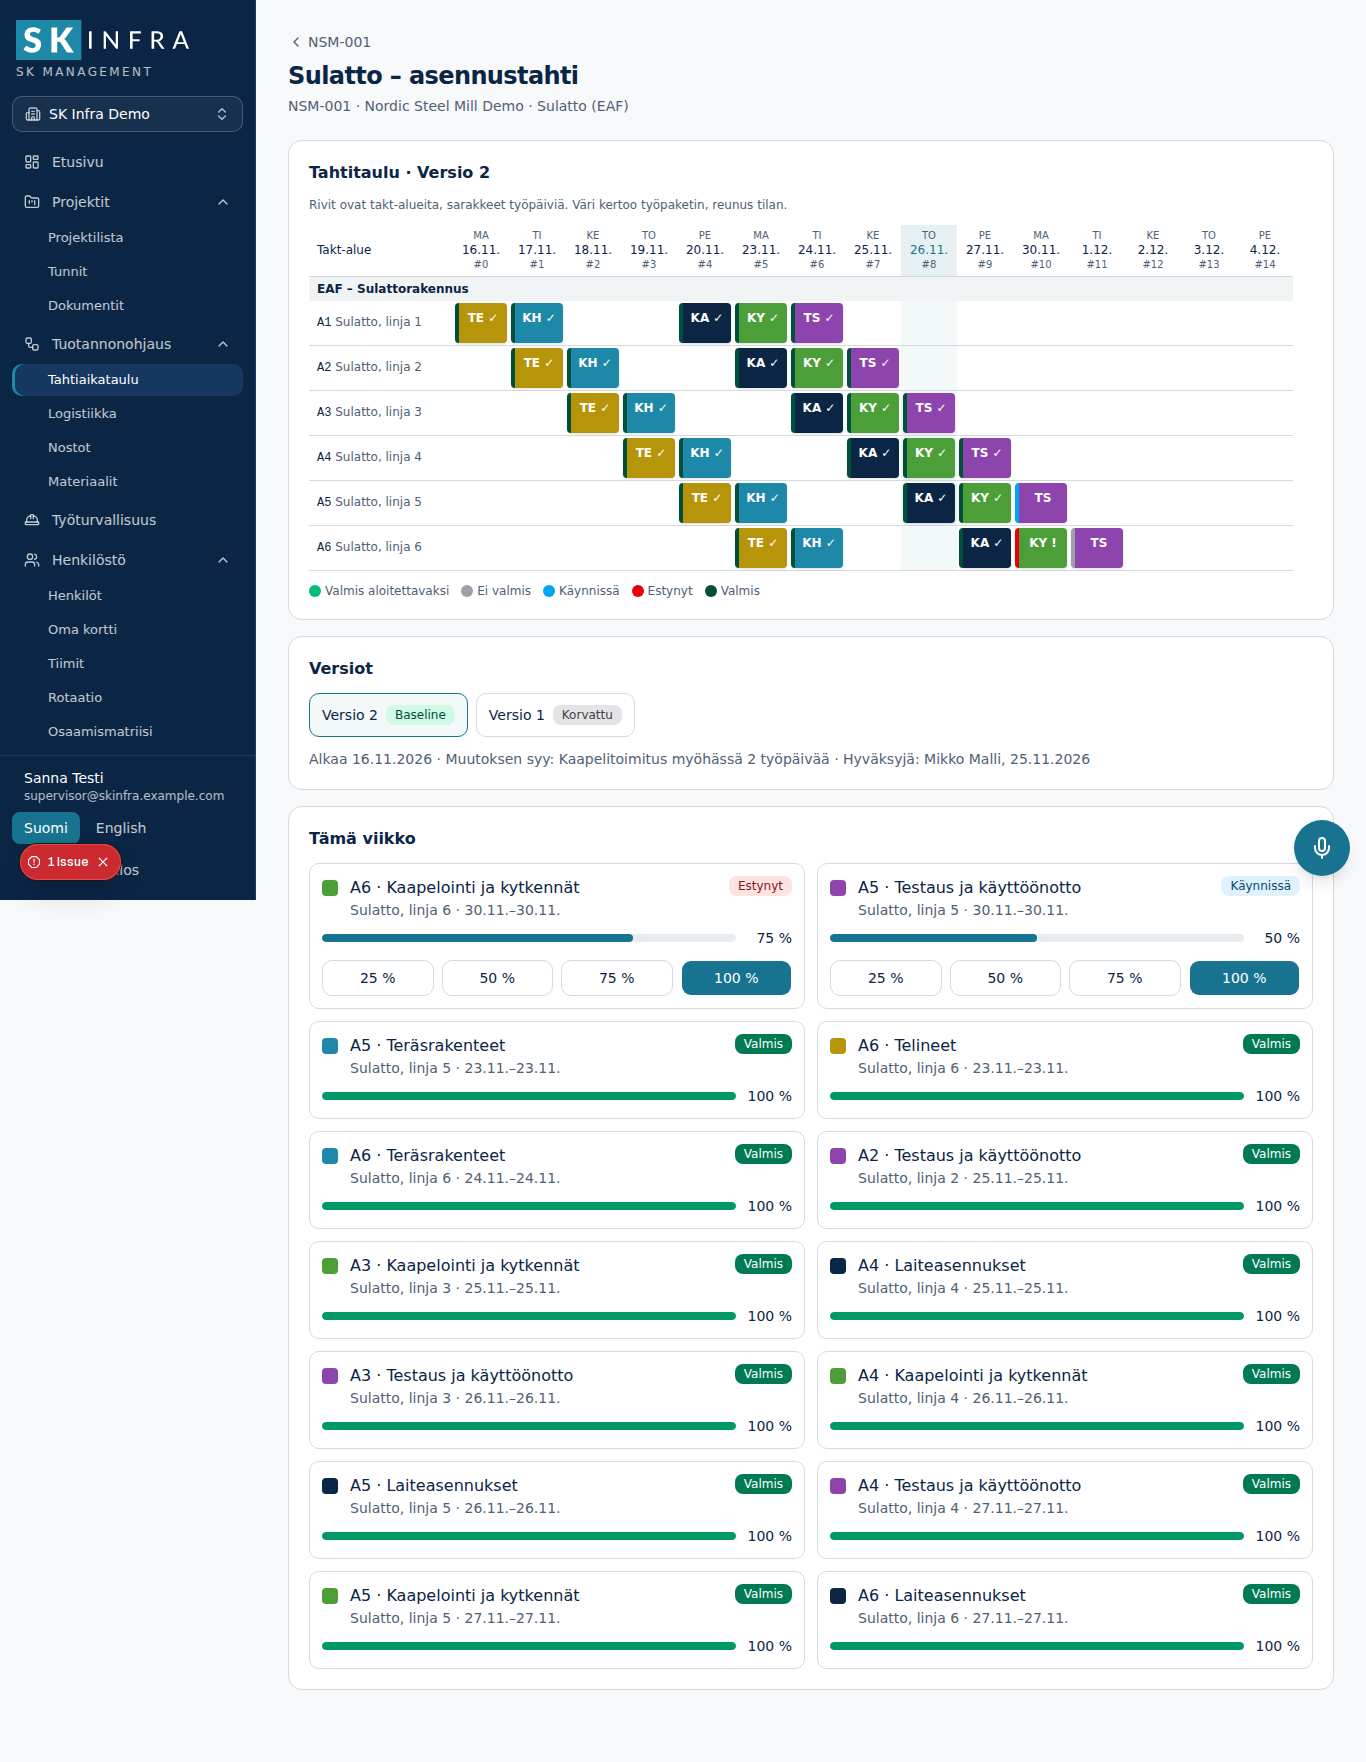 SK INFRA
SK MANAGEMENT
SK Infra Demo
Etusivu
Projektit
Projektilista
Tunnit
Dokumentit
Tuotannonohjaus
Tahtiaikataulu
Logistiikka
Nostot
Materiaalit
Työturvallisuus
Henkilöstö
Henkilöt
Oma kortti
Tiimit
Rotaatio
Osaamismatriisi
Sanna Testi
supervisor@skinfra.example.com
Suomi English
1 Issue
NSM-001
Sulatto – asennustahti
NSM-001 · Nordic Steel Mill Demo · Sulatto (EAF)
Tahtitaulu · Versio 2
Rivit ovat takt-alueita, sarakkeet työpäiviä. Väri kertoo työpaketin, reunus tilan.
MA TI KE TO PE MA TI KE TO PE MA TI KE TO PE
Takt-alue 16.11. 17.11. 18.11. 19.11. 20.11. 23.11. 24.11. 25.11. 26.11. 27.11. 30.11. 1.12. 2.12. 3.12. 4.12.
#0 #1 #2 #3 #4 #5 #6 #7 #8 #9 #10 #11 #12 #13 #14
EAF – Sulattorakennus
A1 Sulatto, linja 1 TE ✓ KH ✓ KA ✓ KY ✓ TS ✓
A2 Sulatto, linja 2 TE ✓ KH ✓ KA ✓ KY ✓ TS ✓
A3 Sulatto, linja 3 TE ✓ KH ✓ KA ✓ KY ✓ TS ✓
A4 Sulatto, linja 4 TE ✓ KH ✓ KA ✓ KY ✓ TS ✓
A5 Sulatto, linja 5 TE ✓ KH ✓ KA ✓ KY ✓ TS
A6 Sulatto, linja 6 TE ✓ KH ✓ KA ✓ KY ! TS
Valmis aloitettavaksi Ei valmis Käynnissä Estynyt Valmis
Versiot
Versio 2 Baseline Versio 1 Korvattu
Alkaa 16.11.2026 · Muutoksen syy: Kaapelitoimitus myöhässä 2 työpäivää · Hyväksyjä: Mikko Malli, 25.11.2026
Tämä viikko
A6 · Kaapelointi ja kytkennät Estynyt
Sulatto, linja 6 · 30.11.–30.11.
75 %
25 % 50 % 75 % 100 %
A5 · Testaus ja käyttöönotto Käynnissä
Sulatto, linja 5 · 30.11.–30.11.
50 %
25 % 50 % 75 % 100 %
A5 · Teräsrakenteet Valmis
Sulatto, linja 5 · 23.11.–23.11.
100 %
A6 · Telineet Valmis
Sulatto, linja 6 · 23.11.–23.11.
100 %
A6 · Teräsrakenteet Valmis
Sulatto, linja 6 · 24.11.–24.11.
100 %
A2 · Testaus ja käyttöönotto Valmis
Sulatto, linja 2 · 25.11.–25.11.
100 %
A3 · Kaapelointi ja kytkennät Valmis
Sulatto, linja 3 · 25.11.–25.11.
100 %
A4 · Laiteasennukset Valmis
Sulatto, linja 4 · 25.11.–25.11.
100 %
A3 · Testaus ja käyttöönotto Valmis
Sulatto, linja 3 · 26.11.–26.11.
100 %
A4 · Kaapelointi ja kytkennät Valmis
Sulatto, linja 4 · 26.11.–26.11.
100 %
A5 · Laiteasennukset Valmis
Sulatto, linja 5 · 26.11.–26.11.
100 %
A4 · Testaus ja käyttöönotto Valmis
Sulatto, linja 4 · 27.11.–27.11.
100 %
A5 · Kaapelointi ja kytkennät Valmis
Sulatto, linja 5 · 27.11.–27.11.
100 %
A6 · Laiteasennukset Valmis
Sulatto, linja 6 · 27.11.–27.11.
100 %